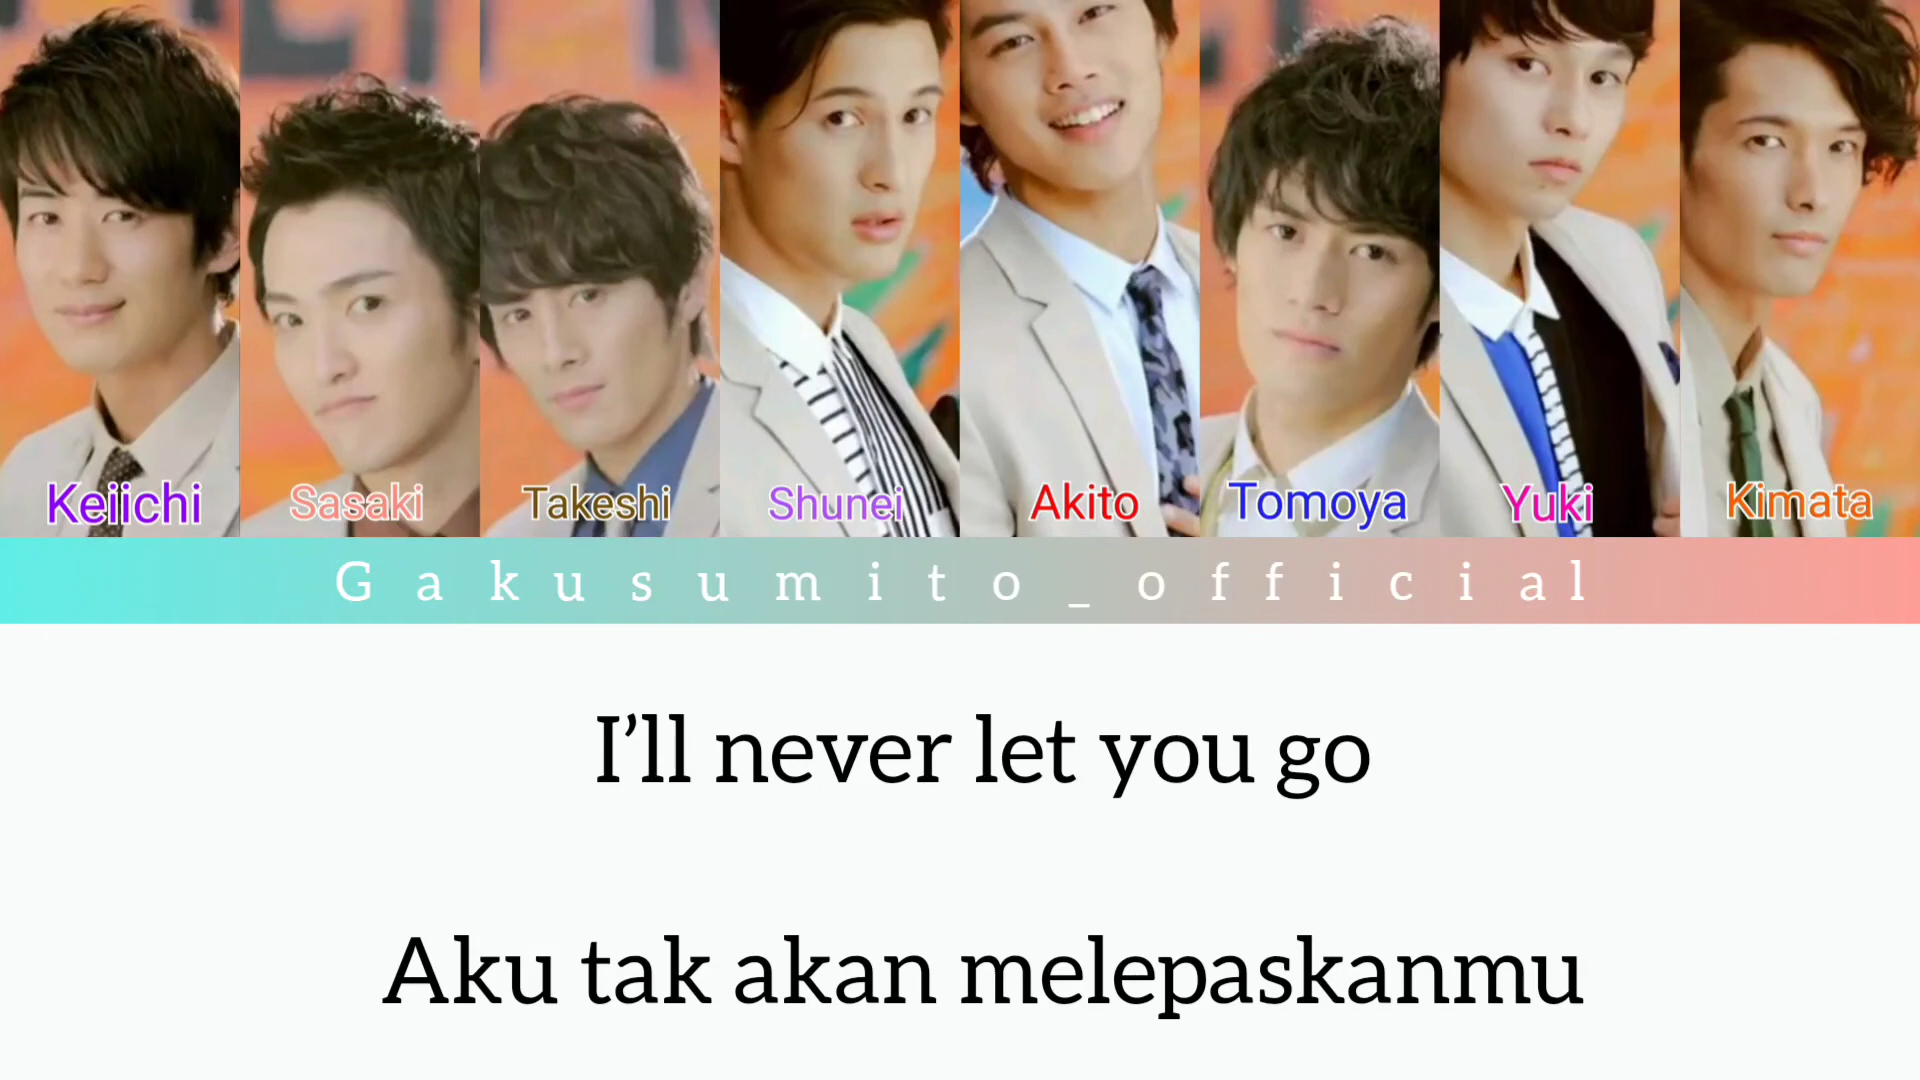 Keiichi Sasaki Takeshi Shunei Akito Tomoya Yuki Kimata
Gakusumito_official
I’ll never let you go
Aku tak akan melepaskanmu